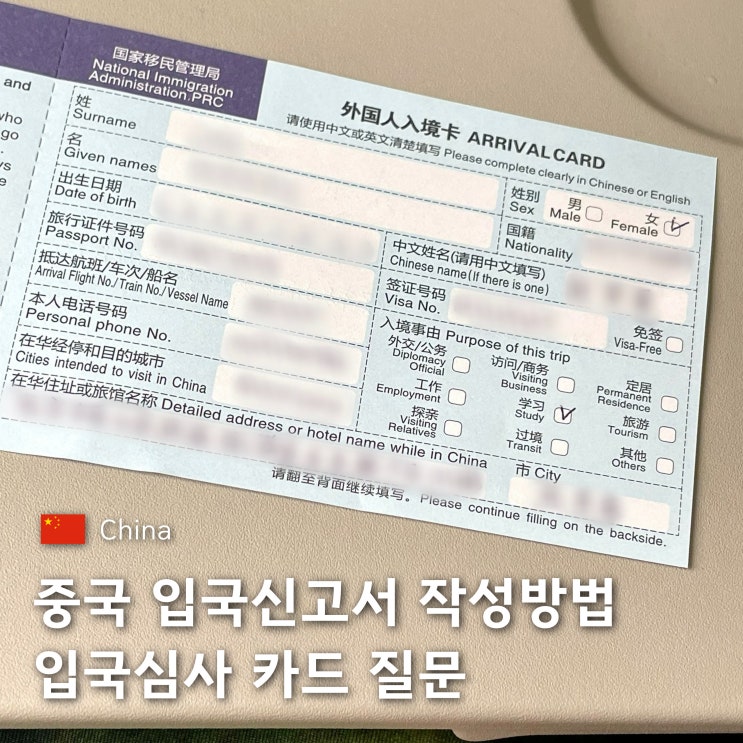 and
who
go
国家移民管理局
National Immigration
Administration.PRC
外国人入境卡 ARRIVAL CARD
请使用中文或英文清楚填写 Please complete clearly in Chinese or English
姓
Surname
名
Given names
性别
Sex
男
Male
女
Female
出生日期
Date of birth
国籍
Nationality
旅行证件号码
Passport No.
中文姓名(请用中文填写)
Chinese name(If there is one)
抵达航班/车次/船名
Arrival Flight No./Train No./Vessel Name
签证号码
Visa No.
免签
Visa-Free
本人电话号码
Personal phone No.
入境事由 Purpose of this trip
外交/公务
Diplomacy
Official
访问/商务
Visiting
Business
定居
Permanent
Residence
在华经停和目的城市
Cities intended to visit in China
工作
Employment
学习
Study
旅游
Tourism
探亲
Visiting
Relatives
过境
Transit
其他
Others
在华住址或旅馆名称 Detailed address or hotel name while in China
市 City
请翻至背面继续填写。Please continue filling on the backside.
China
중국 입국신고서 작성방법
입국심사 카드 질문